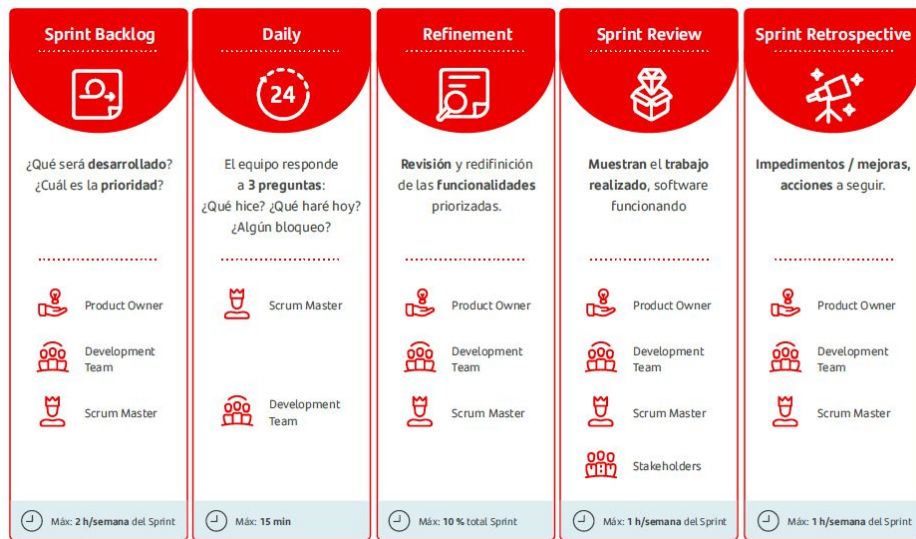 Sprint Backlog
¿Qué será desarrollado?
¿Cuál es la prioridad?
Product Owner
Development
Team
Scrum Master
Máx: 2 h/semana del Sprint
Daily
24
El equipo responde
a 3 preguntas:
¿Qué hice? ¿Qué haré hoy?
¿Algún bloqueo?
Scrum Master
Development
Team
Máx: 15 min
Refinement
Revisión y redifinición
de las funcionalidades
priorizadas.
Product Owner
Development
Team
Scrum Master
Máx: 10 % total Sprint
Sprint Review
Muestran el trabajo
realizado, software
funcionando
Product Owner
Development
Team
Scrum Master
Stakeholders
Máx: 1 h/semana del Sprint
Sprint Retrospective
Impedimentos / mejoras,
acciones a seguir.
Product Owner
Development
Team
Scrum Master
Máx: 1 h/semana del Sprint